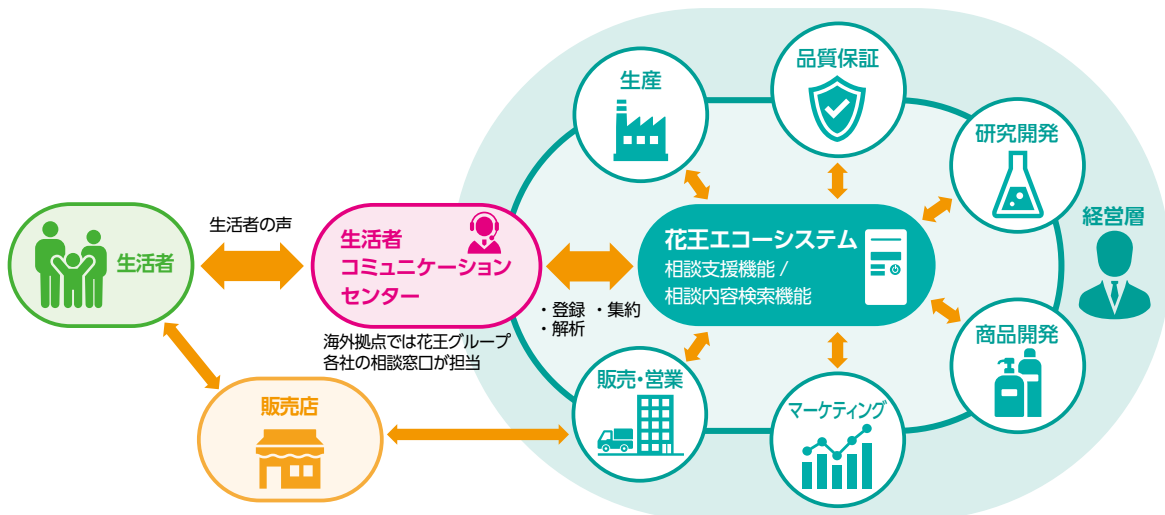 生活者
生活者の声
生活者
コミュニケーション
センター
海外拠点では花王グループ
各社の相談窓口が担当
販売店
・登録 ・集約
・解析
花王エコーシステム
相談支援機能 /
相談内容検索機能
生産
品質保証
研究開発
経営層
商品開発
マーケティング
販売・営業